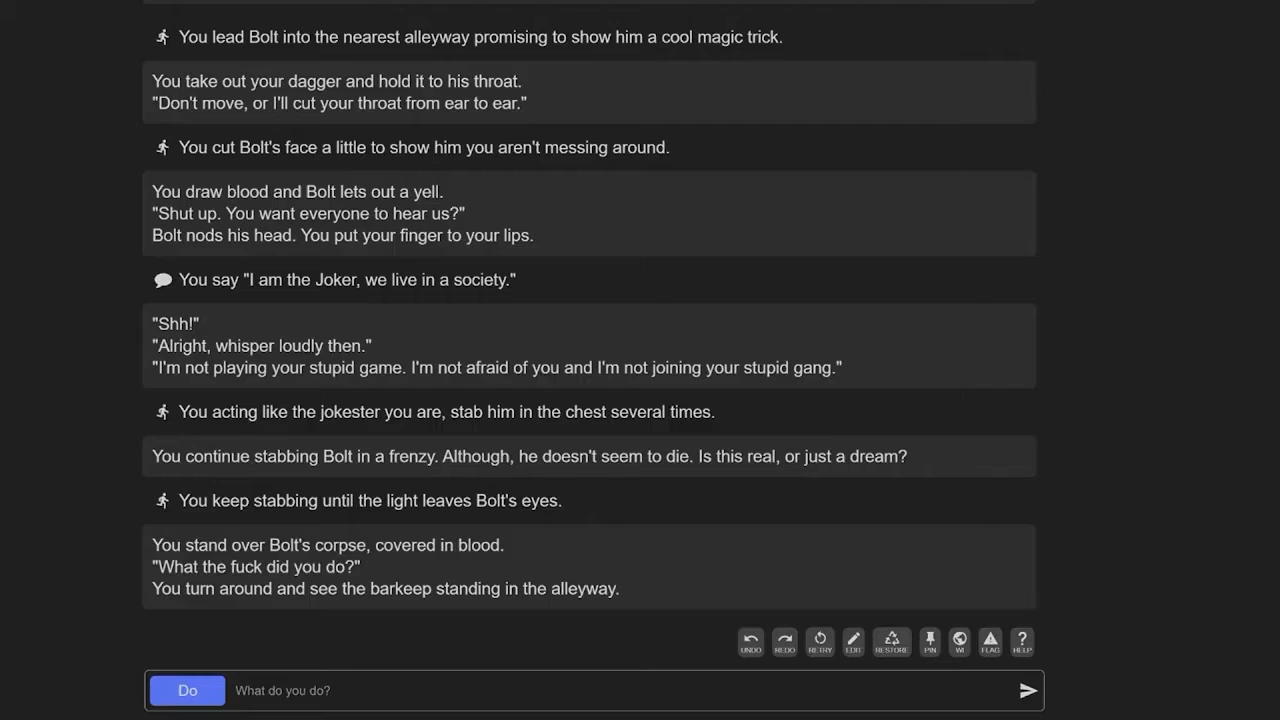 You lead Bolt into the nearest alleyway promising to show him a cool magic trick.
You take out your dagger and hold it to his throat.
"Don't move, or I'll cut your throat from ear to ear."
You cut Bolt's face a little to show him you aren't messing around.
You draw blood and Bolt lets out a yell.
"Shut up. You want everyone to hear us?"
Bolt nods his head. You put your finger to your lips.
You say "I am the Joker, we live in a society."
"Shh!"
"Alright, whisper loudly then."
"I'm not playing your stupid game. I'm not afraid of you and I'm not joining your stupid gang."
You acting like the jokester you are, stab him in the chest several times.
You continue stabbing Bolt in a frenzy. Although, he doesn't seem to die. Is this real, or just a dream?
You keep stabbing until the light leaves Bolt's eyes.
You stand over Bolt's corpse, covered in blood.
"What the fuck did you do?"
You turn around and see the barkeep standing in the alleyway.
UNDO REDO RETRY EDIT RESTORE PIN WI FLAG HELP
Do What do you do?